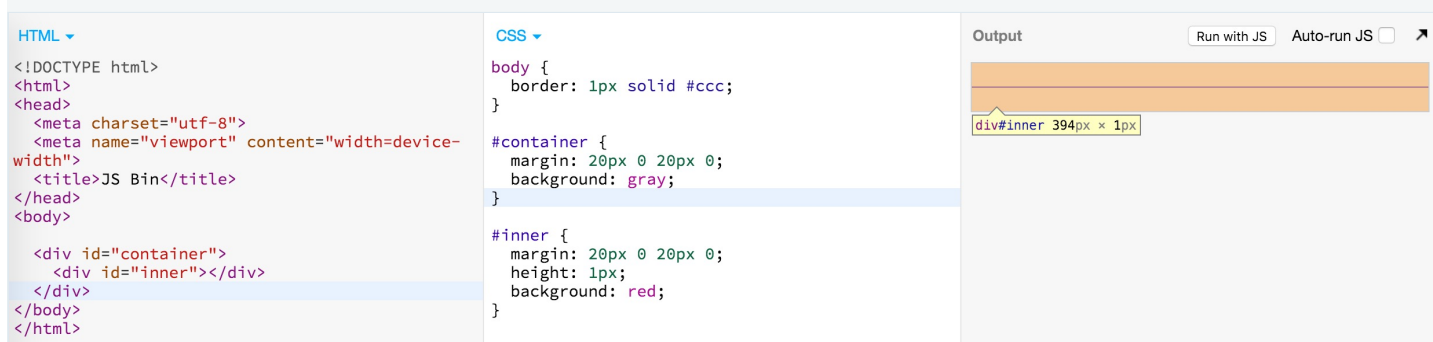 HTML
<!DOCTYPE html>
<html>
<head>
  <meta charset="utf-8">
  <meta name="viewport" content="width=device-
width">
  <title>JS Bin</title>
</head>
<body>

  <div id="container">
    <div id="inner"></div>
  </div>
</body>
</html>
CSS
body {
  border: 1px solid #ccc;
}

#container {
  margin: 20px 0 20px 0;
  background: gray;
}

#inner {
  margin: 20px 0 20px 0;
  height: 1px;
  background: red;
}
Output
Run with JS
Auto-run JS
div#inner 394px × 1px